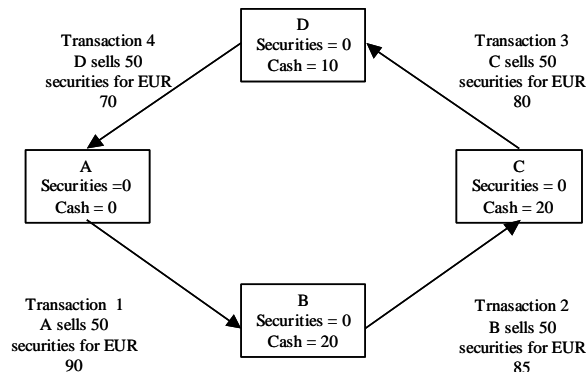 Transaction 4
D sells 50
securities for EUR
70
D
Securities = 0
Cash = 10
Transaction 3
C sells 50
securities for EUR
80
A
Securities =0
Cash = 0
C
Securities = 0
Cash = 20
Transaction 1
A sells 50
securities for EUR
90
B
Securities = 0
Cash = 20
Trnasaction 2
B sells 50
securities for EUR
85